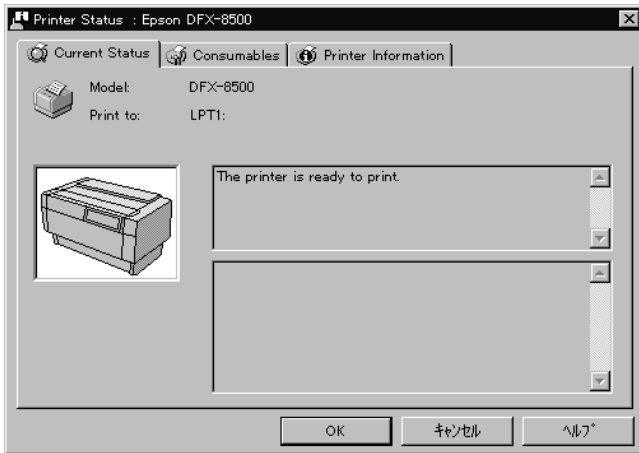 Printer Status : Epson DFX-8500
Current Status
Consumables
Printer Information
Model: DFX-8500
Print to: LPT1:
The printer is ready to print.
OK
ｷｬﾝｾﾙ
ﾍﾙﾌﾟ